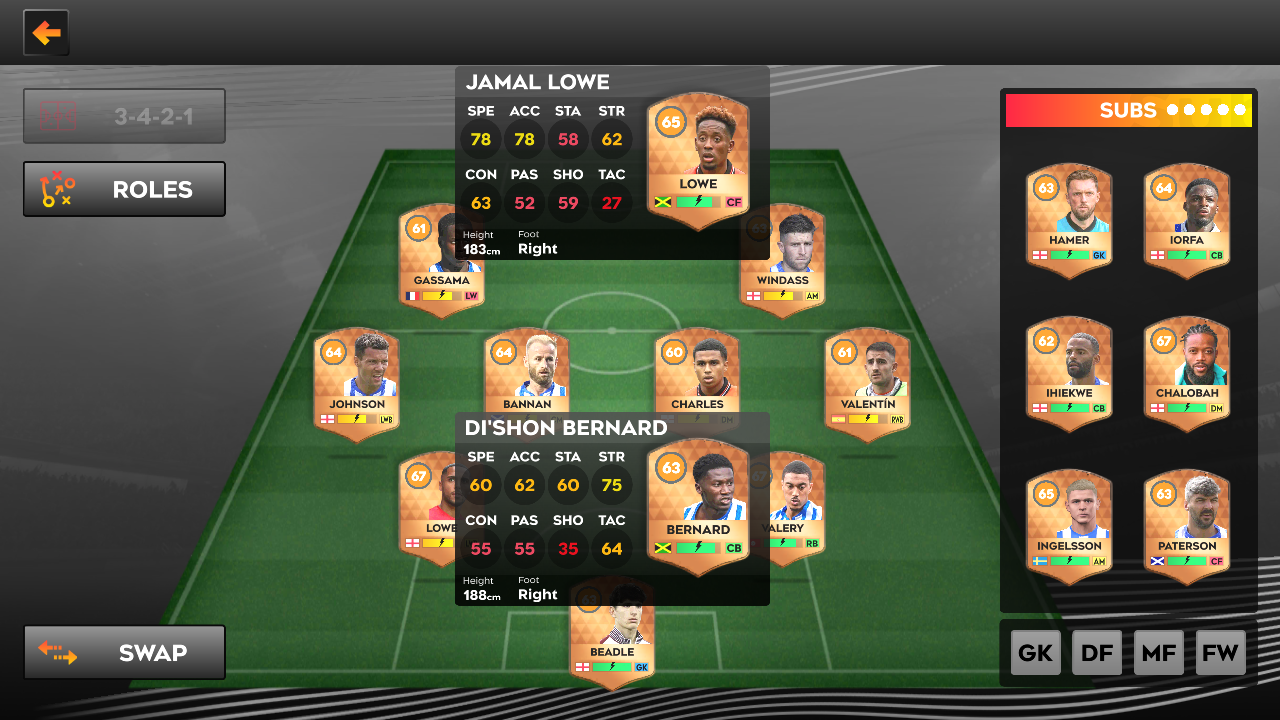 3-4-2-1
ROLES
JAMAL LOWE
SPE ACC STA STR
78 78 58 62
CON PAS SHO TAC
63 52 59 27
Height Foot
183cm Right
65
LOWE
CF
SUBS
63
HAMER
GK
64
IORFA
CB
61
GASSAMA
LW
WINDASS
AM
64
JOHNSON
LWB
64
BANNAN
60
CHARLES
DM
61
VALENTÍN
RWB
62
IHIEKWE
CB
67
CHALOBAH
DM
DI'SHON BERNARD
SPE ACC STA STR
60 62 60 75
CON PAS SHO TAC
55 55 35 64
Height Foot
188cm Right
63
BERNARD
CB
67
LOWE
67
VALERY
RB
65
INGELSSON
AM
63
PATERSON
CF
63
BEADLE
GK
SWAP
GK DF MF FW